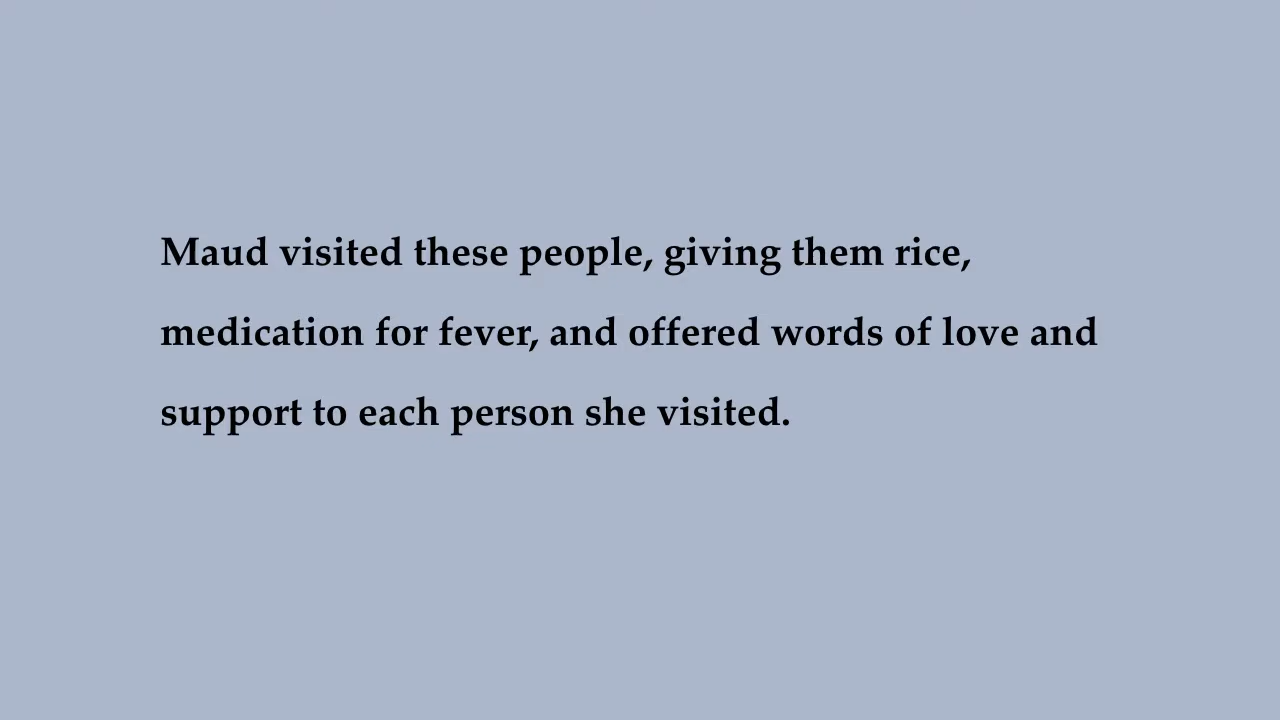 Maud visited these people, giving them rice,
medication for fever, and offered words of love and
support to each person she visited.